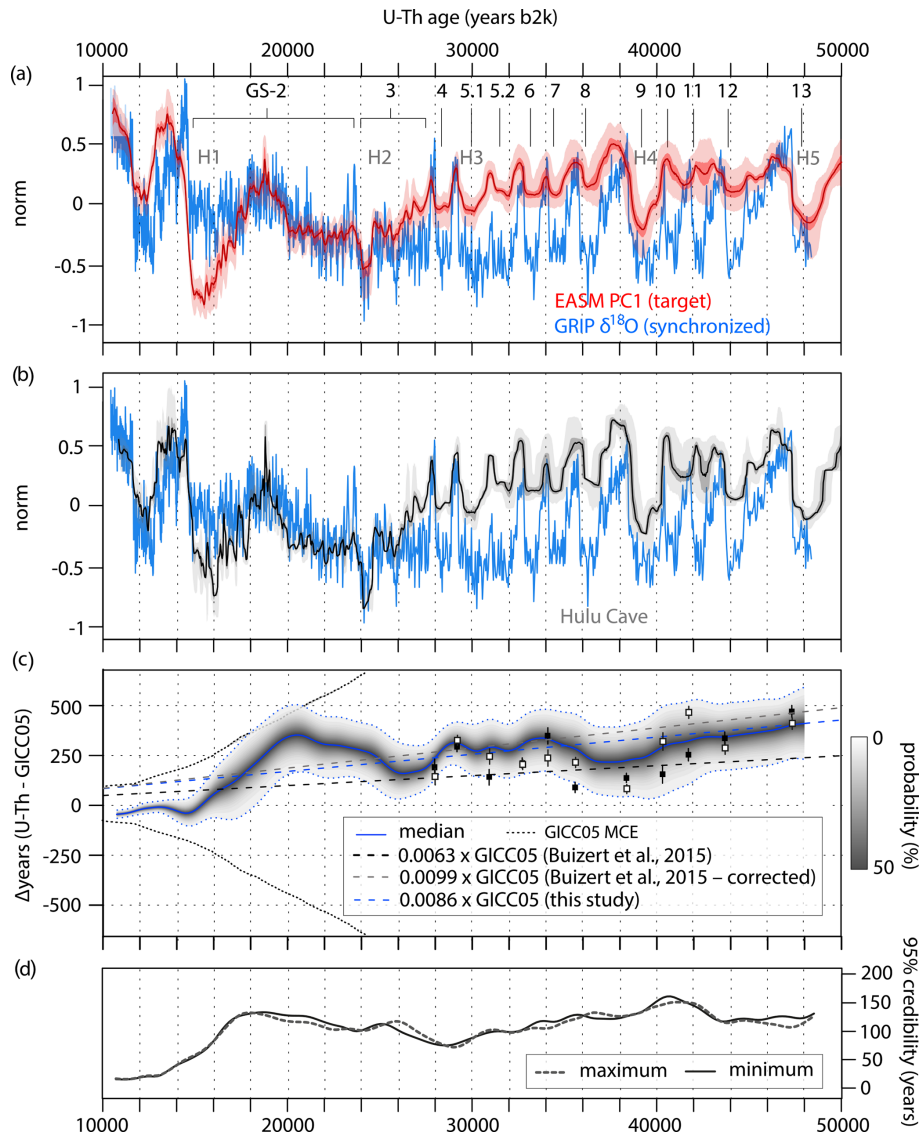 U-Th age (years b2k)
10000 20000 30000 40000 50000
(a)
GS-2 3 4 5.1 5.2 6 7 8 9 10 11 12 13
H1 H2 H3 H4 H5
1
0.5
0
-0.5
-1
norm
EASM PC1 (target)
GRIP δ18O (synchronized)
(b)
1
0.5
0
-0.5
-1
norm
Hulu Cave
(c)
500
250
0
-250
-500
Δyears (U-Th - GICC05)
median GICC05 MCE
0.0063 x GICC05 (Buizert et al., 2015)
0.0099 x GICC05 (Buizert et al., 2015 – corrected)
0.0086 x GICC05 (this study)
0
50
probability (%)
(d)
200
150
100
50
0
95% credibility (years)
maximum minimum
10000 20000 30000 40000 50000